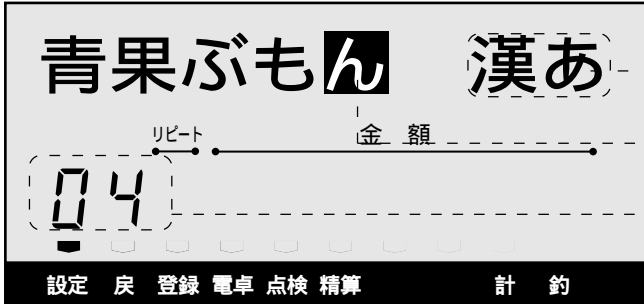 青果ぶもん 漢あ
リピート 金 額
04
設定 戻 登録 電卓 点検 精算 計 釣